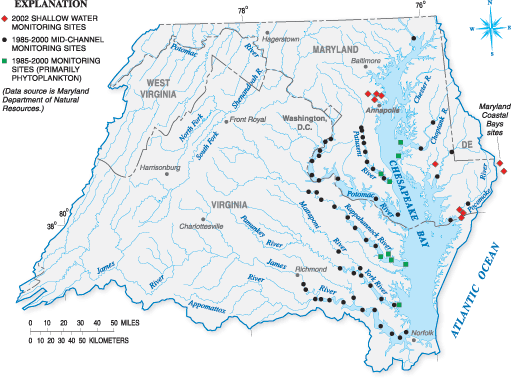 EXPLANATION
2002 SHALLOW WATER
MONITORING SITES
1985-2000 MID-CHANNEL
MONITORING SITES
1985-2000 MONITORING
SITES (PRIMARILY
PHYTOPLANKTON)
(Data source is Maryland
Department of Natural
Resources.)
78°
76°
N
W
E
S
Hagerstown
MARYLAND
Baltimore
Potomac
River
WEST
VIRGINIA
Shenandoah R.
North Fork
South Fork
Front Royal
Washington,
D.C.
Annapolis
Chester R.
Choptank R.
DE
Maryland
Coastal
Bays
sites
Patuxent
River
Harrisonburg
CHESAPEAKE
BAY
Potomac
River
Pocomoke
River
38°
80°
VIRGINIA
Charlottesville
Rappahannock River
Mattaponi
River
Pamunkey
River
York River
James
River
James
River
Richmond
Appomattox
River
Norfolk
ATLANTIC OCEAN
0 10 20 30 40 50 MILES
0 10 20 30 40 50 KILOMETERS